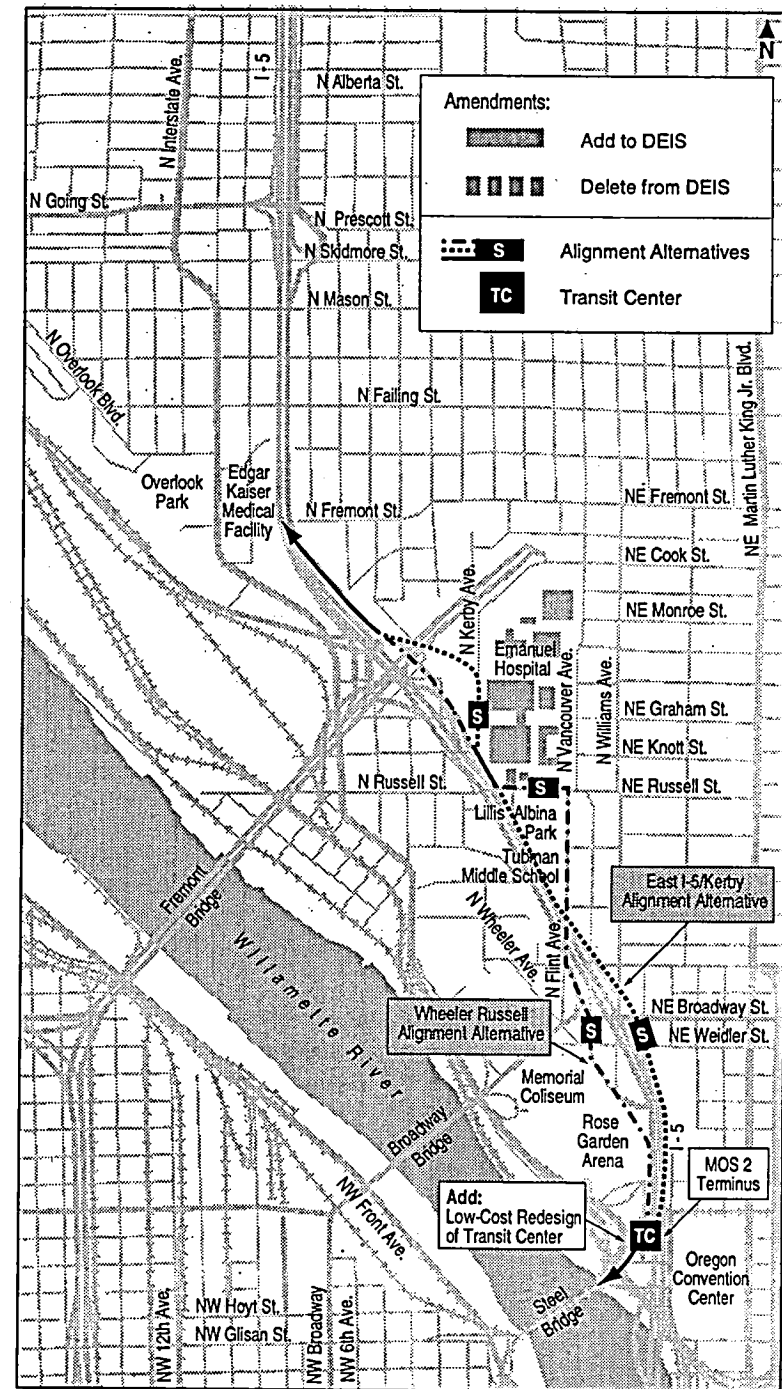 N
N Interstate Ave.
I-5
N Alberta St.
Amendments:
Add to DEIS
Delete from DEIS
S
Alignment Alternatives
TC
Transit Center
N Going St.
N Prescott St.
N Skidmore St.
N Mason St.
N Overlook Blvd.
N Failing St.
NE Martin Luther King Jr. Blvd.
Overlook
Park
Edgar
Kaiser
Medical
Facility
N Fremont St.
NE Fremont St.
NE Cook St.
N Kerby Ave.
NE Monroe St.
Emanuel
Hospital
N Vancouver Ave.
N Williams Ave.
S
NE Graham St.
NE Knott St.
N Russell St.
S
NE Russell St.
Lillis Albina
Park
Tubman
Middle School
East I-5/Kerby
Alignment Alternative
Fremont
Bridge
N Wheeler Ave.
N Flint Ave.
Willamette River
Wheeler Russell
Alignment Alternative
S
S
NE Broadway St.
NE Weidler St.
Memorial
Coliseum
Broadway
Bridge
Rose
Garden
Arena
I-5
MOS 2
Terminus
NW Front Ave.
Add:
Low-Cost Redesign
of Transit Center
TC
Oregon
Convention
Center
Steel
Bridge
NW 12th Ave.
NW Hoyt St.
NW Glisan St.
NW Broadway
NW 6th Ave.